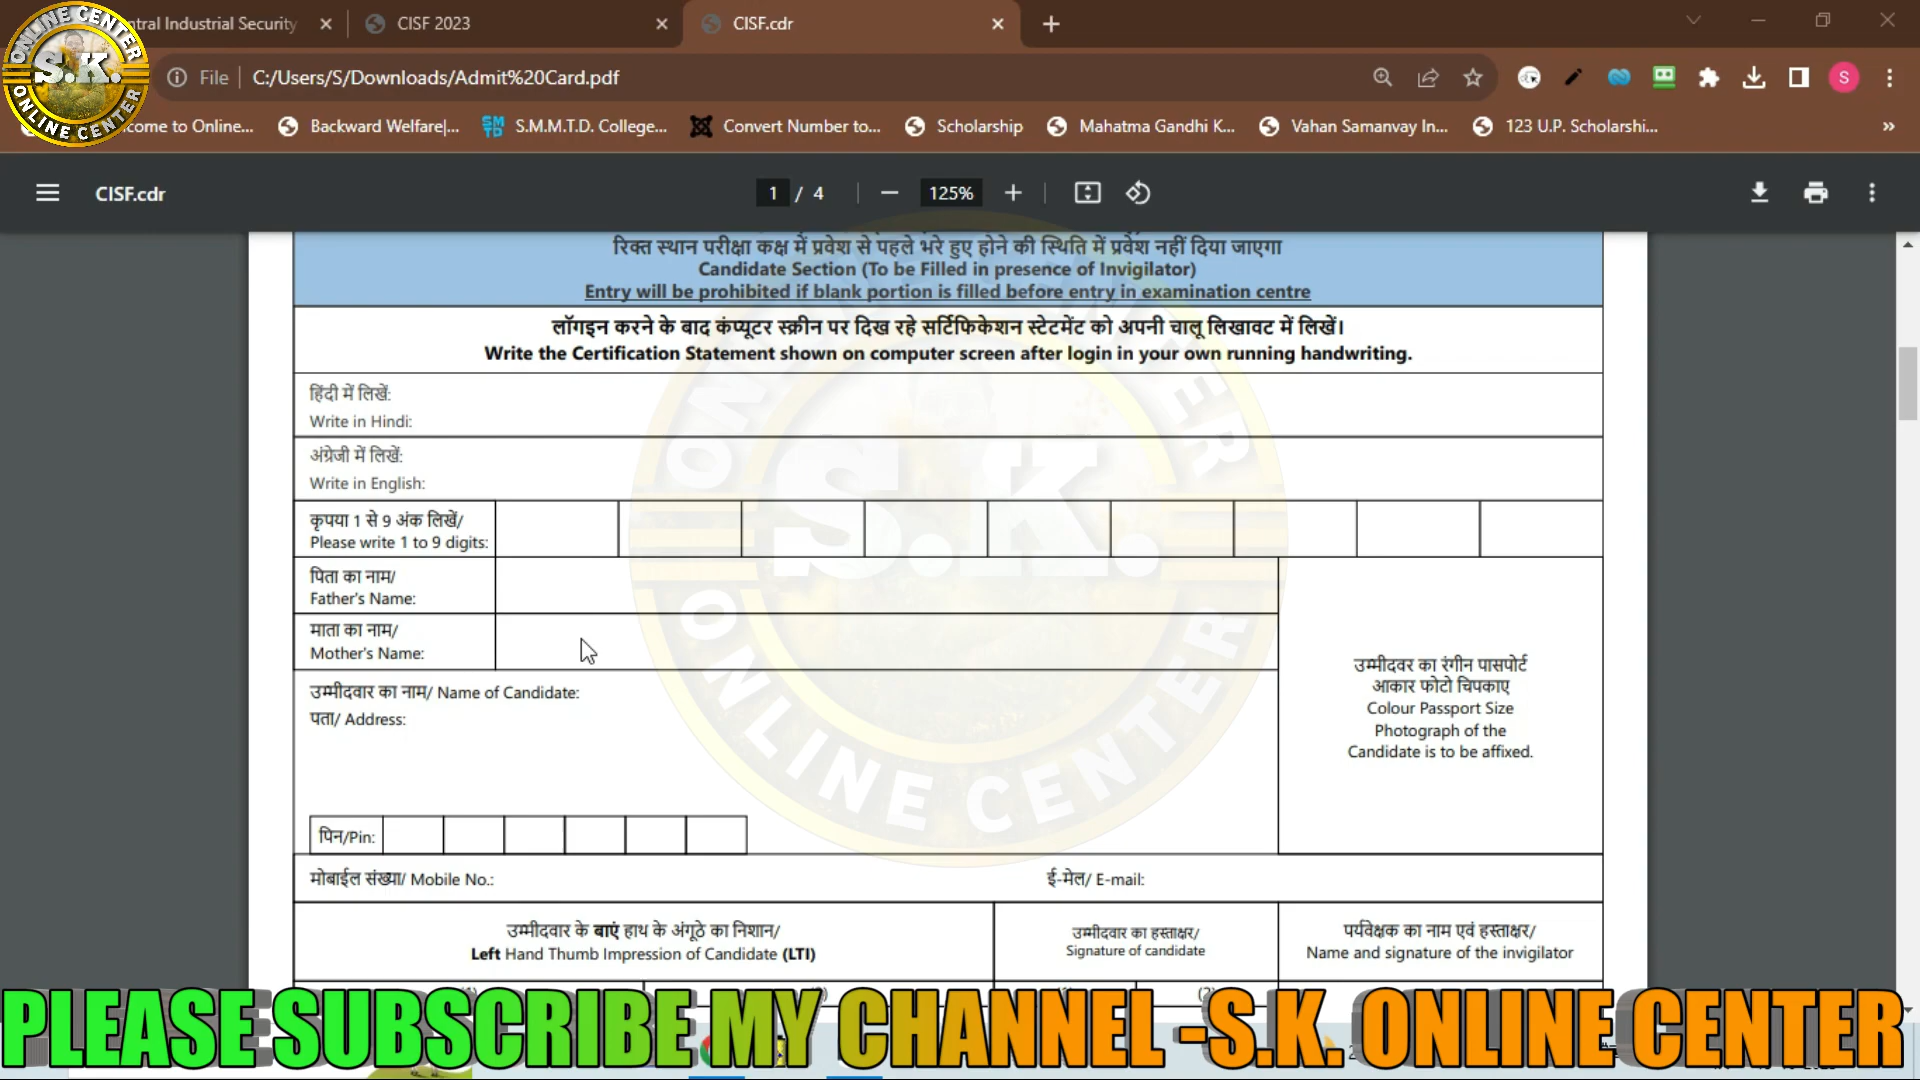 ntral Industrial Security
CISF 2023
CISF.cdr
ONLINE CENTER
S.K.
ONLINE CENTER
File
C:/Users/S/Downloads/Admit%20Card.pdf
S
come to Online...
Backward Welfare|...
SM
TD
S.M.M.T.D. College...
Convert Number to...
Scholarship
Mahatma Gandhi K...
Vahan Samanvay In...
123 U.P. Scholarshi...
»
CISF.cdr
1 / 4
125%
रिक्त स्थान परीक्षा कक्ष में प्रवेश से पहले भरे हुए होने की स्थिति में प्रवेश नहीं दिया जाएगा
Candidate Section (To be Filled in presence of Invigilator)
Entry will be prohibited if blank portion is filled before entry in examination centre
लॉगइन करने के बाद कंप्यूटर स्क्रीन पर दिख रहे सर्टिफिकेशन स्टेटमेंट को अपनी चालू लिखावट में लिखें।
Write the Certification Statement shown on computer screen after login in your own running handwriting.
हिंदी में लिखें:
Write in Hindi:
अंग्रेजी में लिखें:
Write in English:
कृपया 1 से 9 अंक लिखें/
Please write 1 to 9 digits:
पिता का नाम/
Father's Name:
माता का नाम/
Mother's Name:
उम्मीदवार का नाम/ Name of Candidate:
पता/ Address:
उम्मीदवर का रंगीन पासपोर्ट
आकार फोटो चिपकाए
Colour Passport Size
Photograph of the
Candidate is to be affixed.
पिन/Pin:
मोबाईल संख्या/ Mobile No.:
ई-मेल/ E-mail:
उम्मीदवार के बाएं हाथ के अंगूठे का निशान/
Left Hand Thumb Impression of Candidate (LTI)
उम्मीदवार का हस्ताक्षर/
Signature of candidate
पर्यवेक्षक का नाम एवं हस्ताक्षर/
Name and signature of the invigilator
ONLINE CENTER
S.K.
ONLINE CENTER
PLEASE SUBSCRIBE MY CHANNEL -S.K. ONLINE CENTER